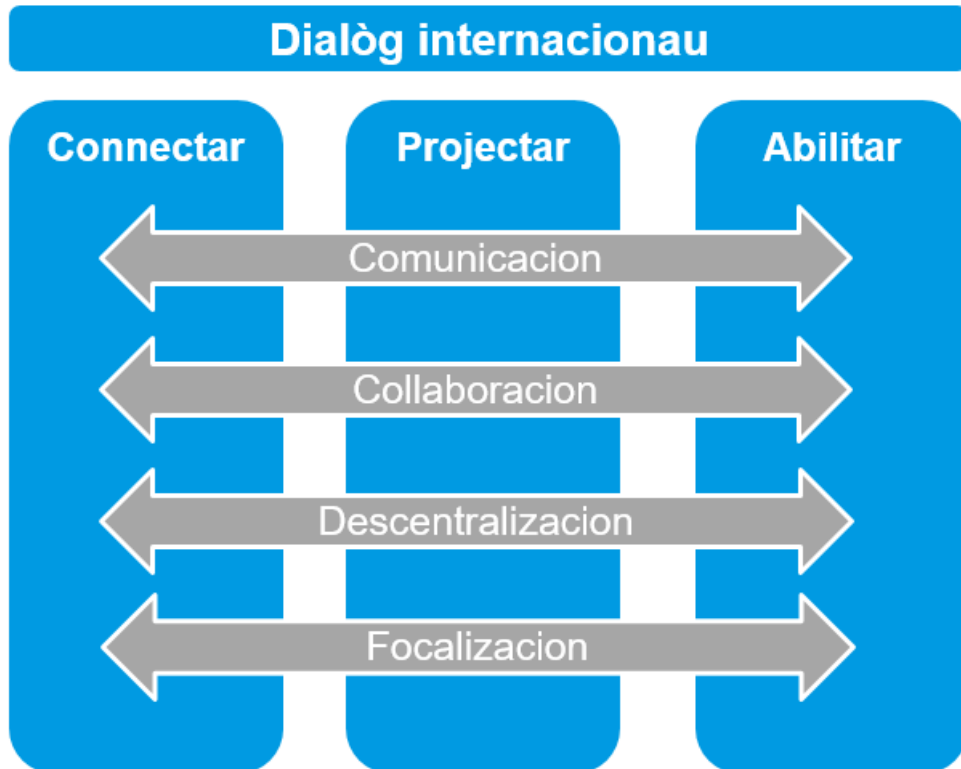 Dialòg internacionau
Connectar
Projectar
Abilitar
Comunicacion
Collaboracion
Descentralizacion
Focalizacion